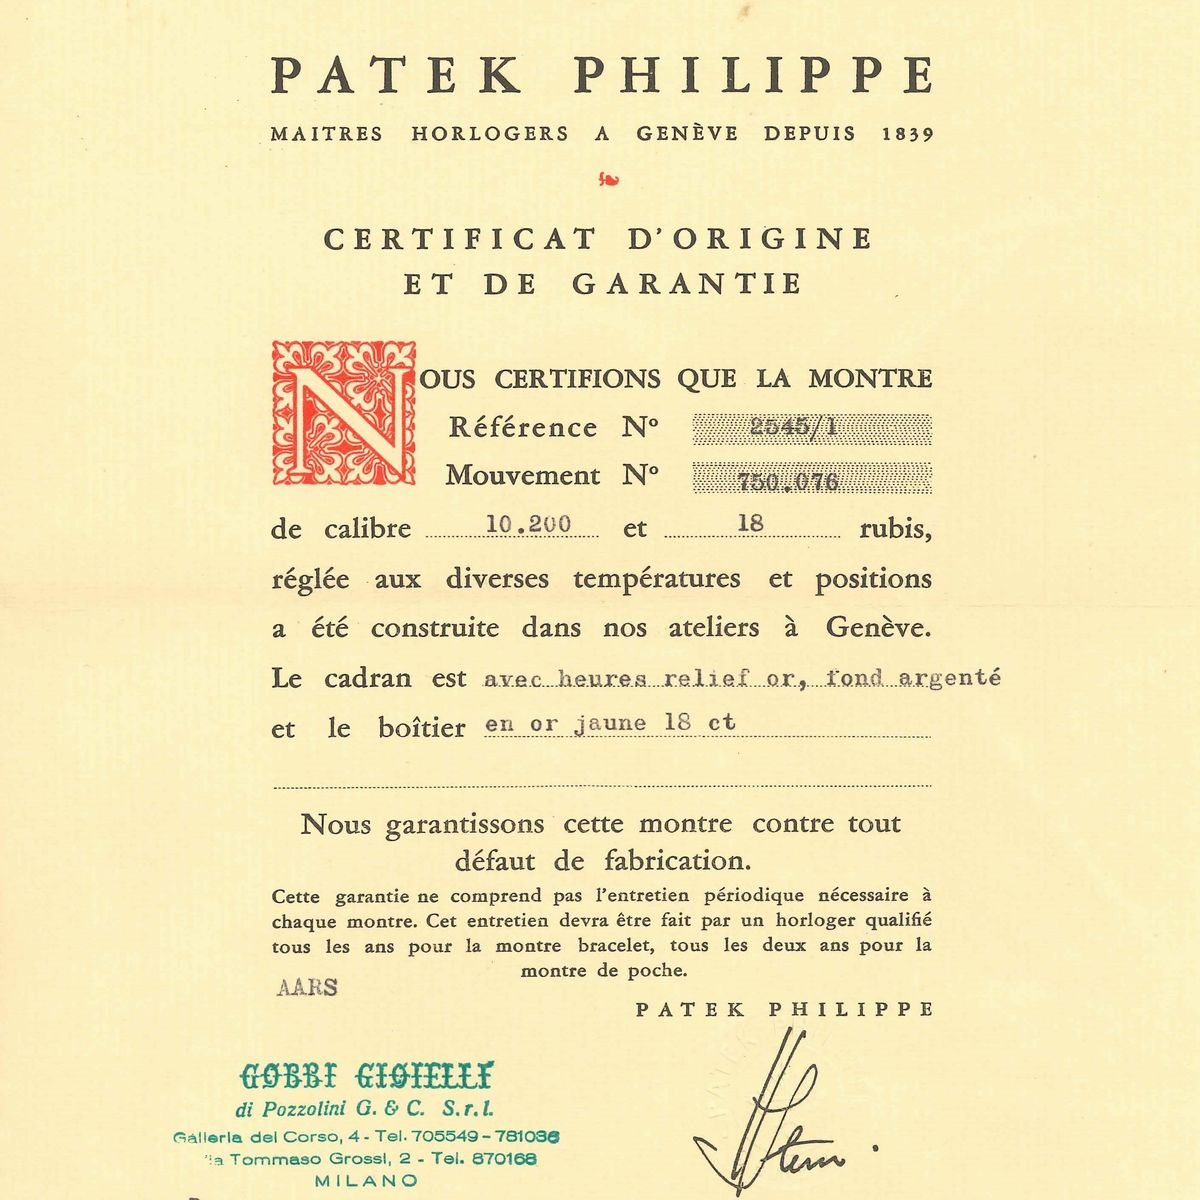 PATEK PHILIPPE
MAITRES HORLOGERS A GENÈVE DEPUIS 1839
CERTIFICAT D'ORIGINE
ET DE GARANTIE
NOUS CERTIFIONS QUE LA MONTRE
Référence Nº 2545/1
Mouvement Nº 750.076
de calibre 10.200 et 18 rubis,
réglée aux diverses températures et positions
a été construite dans nos ateliers à Genève.
Le cadran est avec heures relief or, fond argenté
et le boîtier en or jaune 18 ct
Nous garantissons cette montre contre tout
défaut de fabrication.
Cette garantie ne comprend pas l'entretien périodique nécessaire à
chaque montre. Cet entretien devra être fait par un horloger qualifié
tous les ans pour la montre bracelet, tous les deux ans pour la
montre de poche.
AARS
PATEK PHILIPPE
GOBBI GIOIELLI
di Pozzolini G. & C. S.r.l.
Galleria del Corso, 4 - Tel. 705549 - 781036
Tommaso Grossi, 2 - Tel. 870168
MILANO